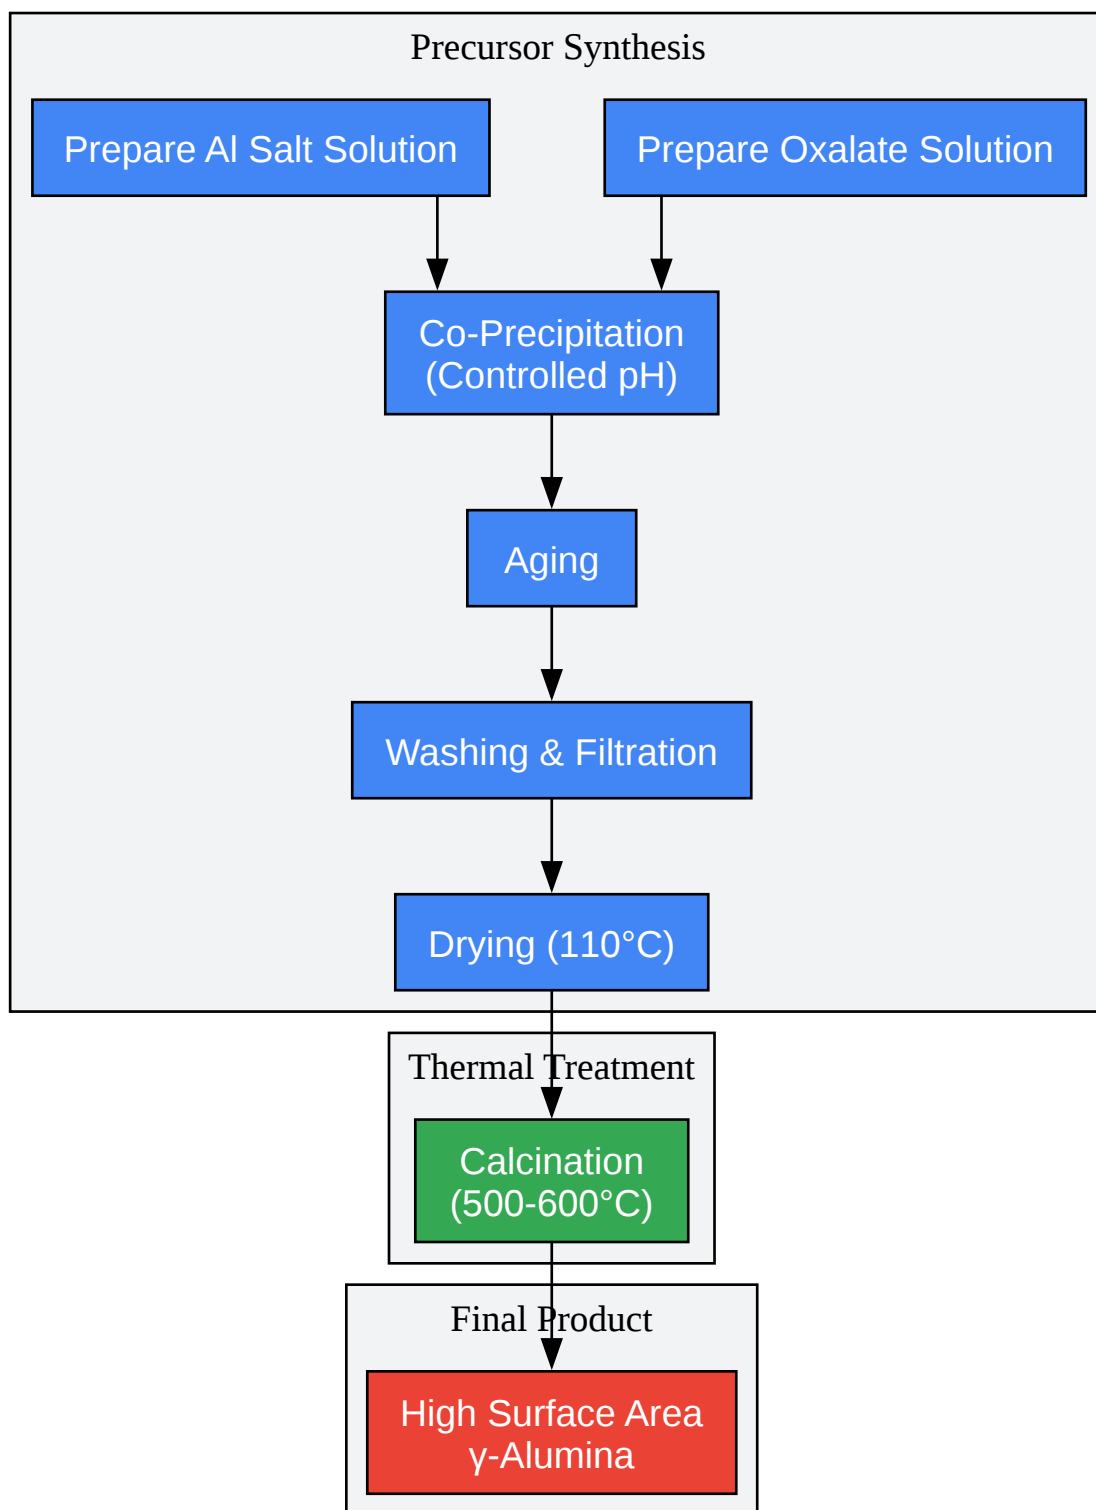 Precursor Synthesis
Prepare Al Salt Solution
Prepare Oxalate Solution
Co-Precipitation
(Controlled pH)
Aging
Washing & Filtration
Drying (110°C)
Thermal Treatment
Calcination
(500-600°C)
Final Product
High Surface Area
γ-Alumina